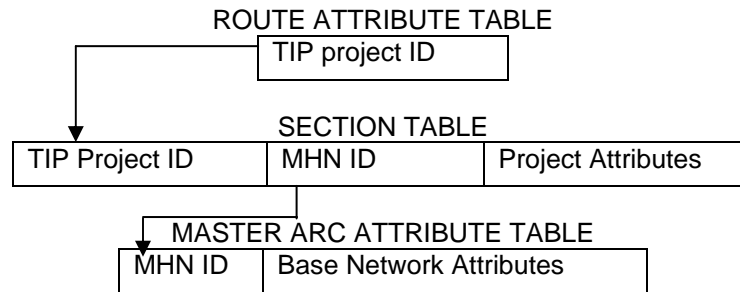 ROUTE ATTRIBUTE TABLE
TIP project ID
SECTION TABLE
TIP Project ID MHN ID Project Attributes
MASTER ARC ATTRIBUTE TABLE
MHN ID Base Network Attributes